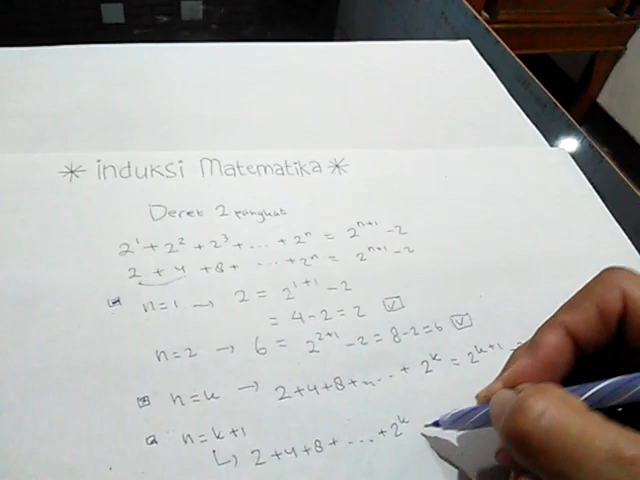 * induksi Matematika *
Deret 2 pangkat
2¹ + 2² + 2³ + ... + 2ⁿ = 2ⁿ⁺¹ - 2
2 + 4 + 8 + ... + 2ⁿ = 2ⁿ⁺¹ - 2
n=1 → 2 = 2¹⁺¹ - 2
= 4 - 2 = 2 ☑
n=2 → 6 = 2²⁺¹ - 2 = 8 - 2 = 6 ☑
n=k → 2+4+8+...+ 2ᵏ = 2ᵏ⁺¹ -
n=k+1
↳ 2+4+8+ ... +2ᵏ